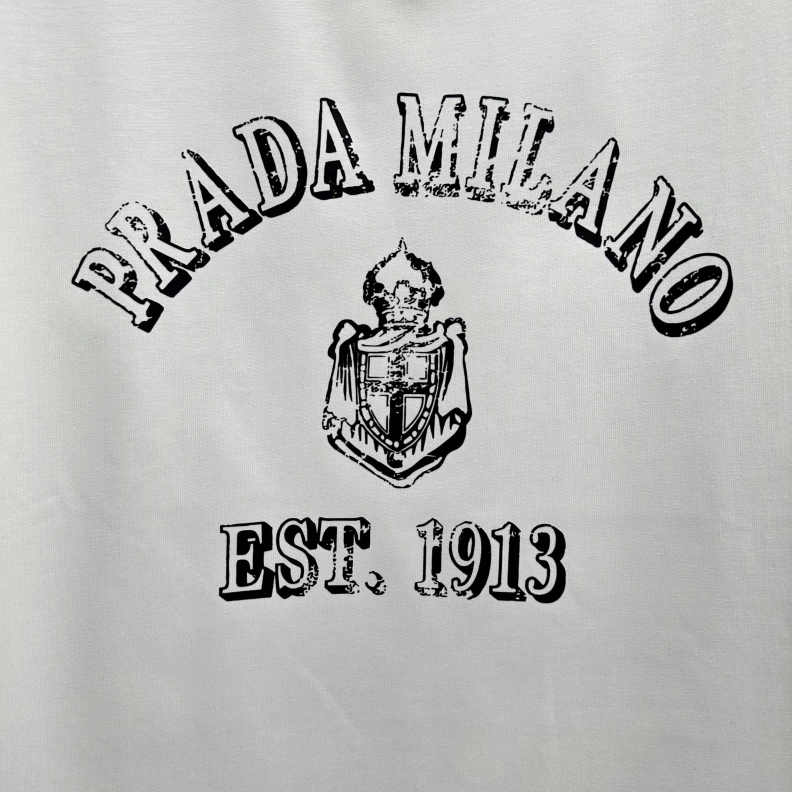 PRADA MILANO
EST. 1913